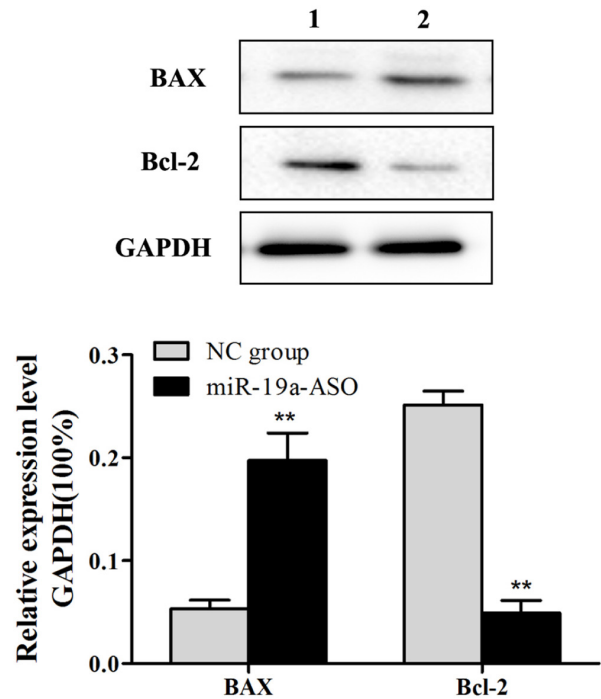 1 2
BAX
Bcl-2
GAPDH
Relative expression level
GAPDH(100%)
0.3
0.2
0.1
0.0
NC group
miR-19a-ASO
**
**
BAX Bcl-2